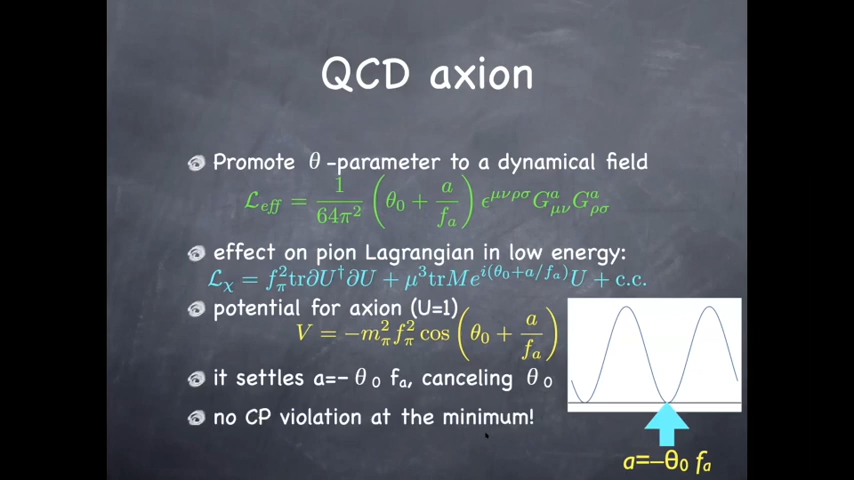 QCD axion
Promote θ-parameter to a dynamical field
ℒ_eff = 1/(64π²) (θ₀ + a/f_a) ε^{μνρσ} G^a_{μν} G^a_{ρσ}
effect on pion Lagrangian in low energy:
ℒ_χ = f_π² tr∂U†∂U + μ³trMe^{i(θ₀+a/f_a)}U + c.c.
potential for axion (U=1)
V = −m_π² f_π² cos (θ₀ + a/f_a)
it settles a=−θ₀ f_a, canceling θ₀
no CP violation at the minimum!
a=−θ₀ f_a